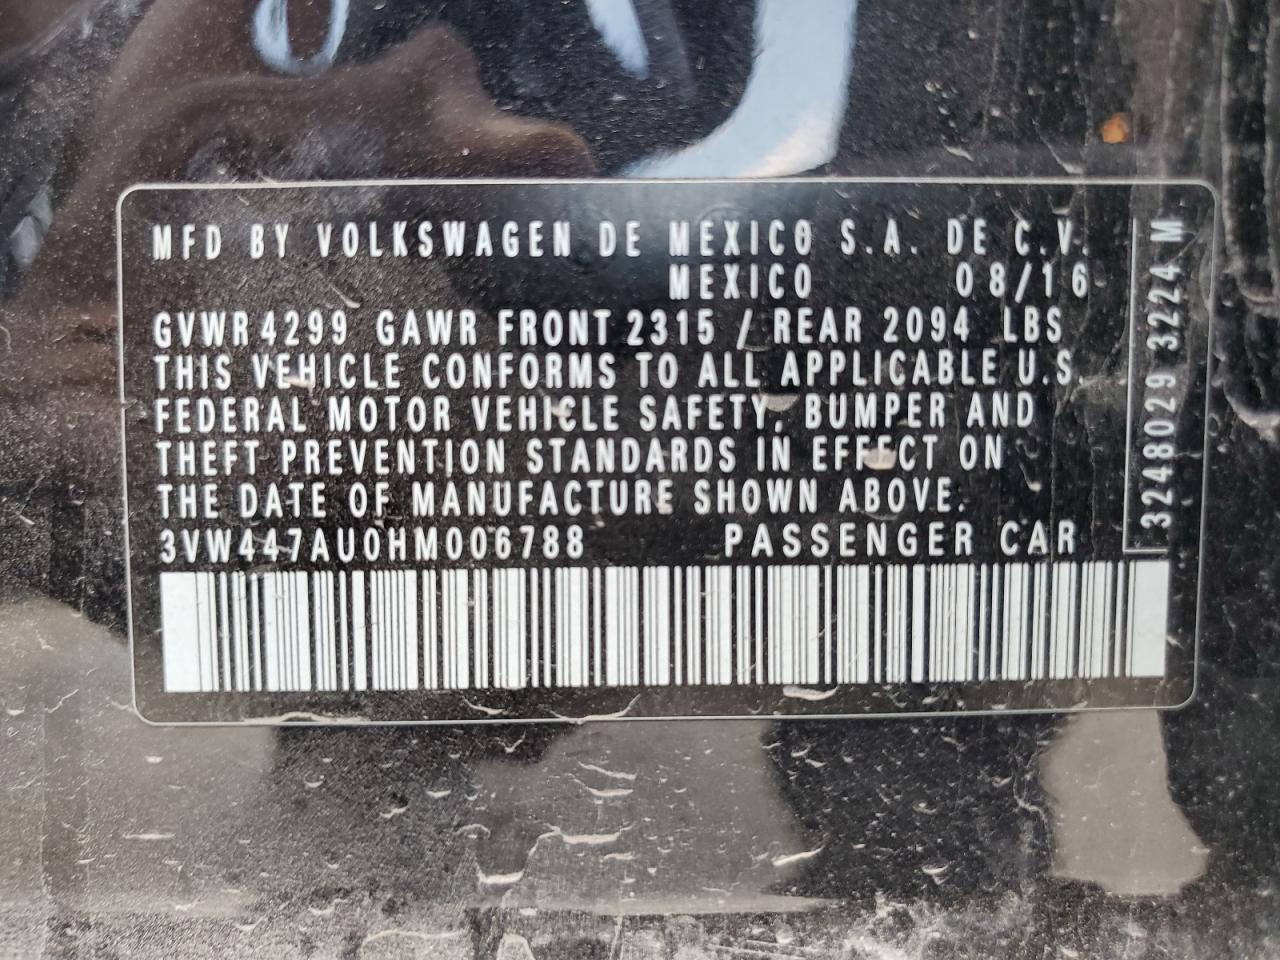 MFD BY VOLKSWAGEN DE MEXICO S.A. DE C.V.
MEXICO 08/16
GVWR 4299 GAWR FRONT 2315 / REAR 2094 LBS
THIS VEHICLE CONFORMS TO ALL APPLICABLE U.S.
FEDERAL MOTOR VEHICLE SAFETY, BUMPER AND
THEFT PREVENTION STANDARDS IN EFFECT ON
THE DATE OF MANUFACTURE SHOWN ABOVE.
3VW447AU0HM006788 PASSENGER CAR
3248029 3224 M